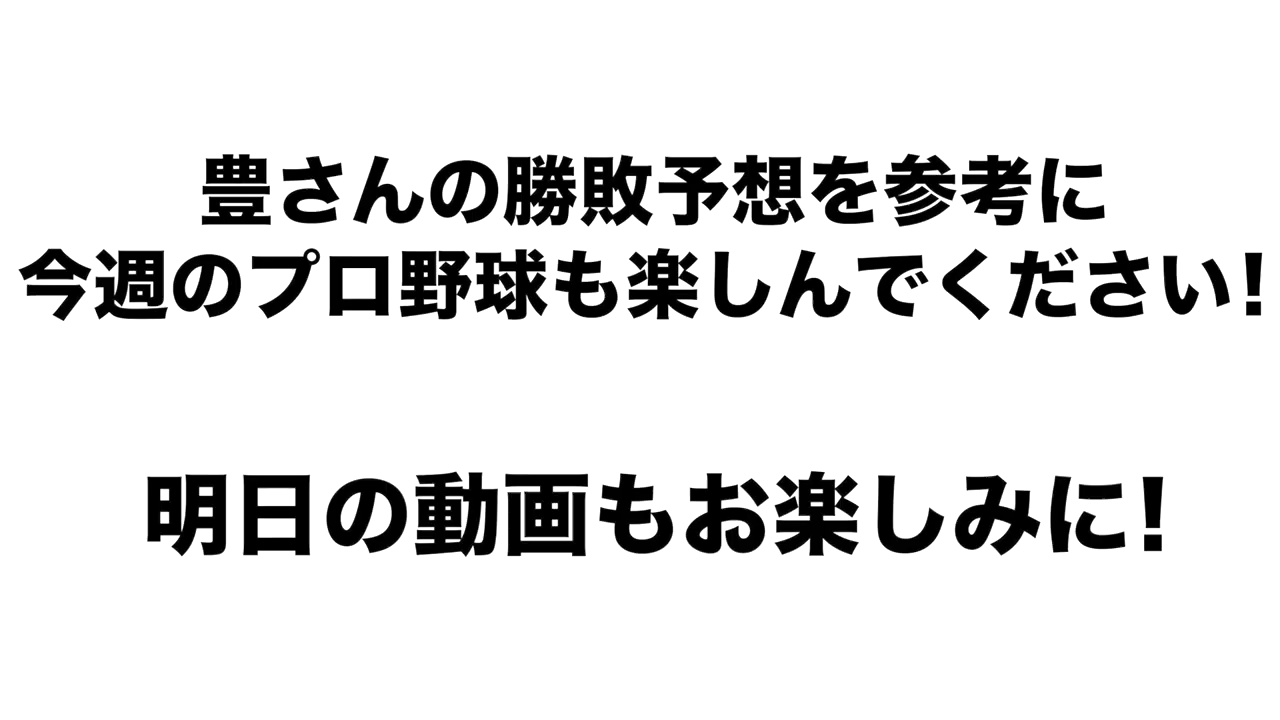 豊さんの勝敗予想を参考に
今週のプロ野球も楽しんでください!
明日の動画もお楽しみに!